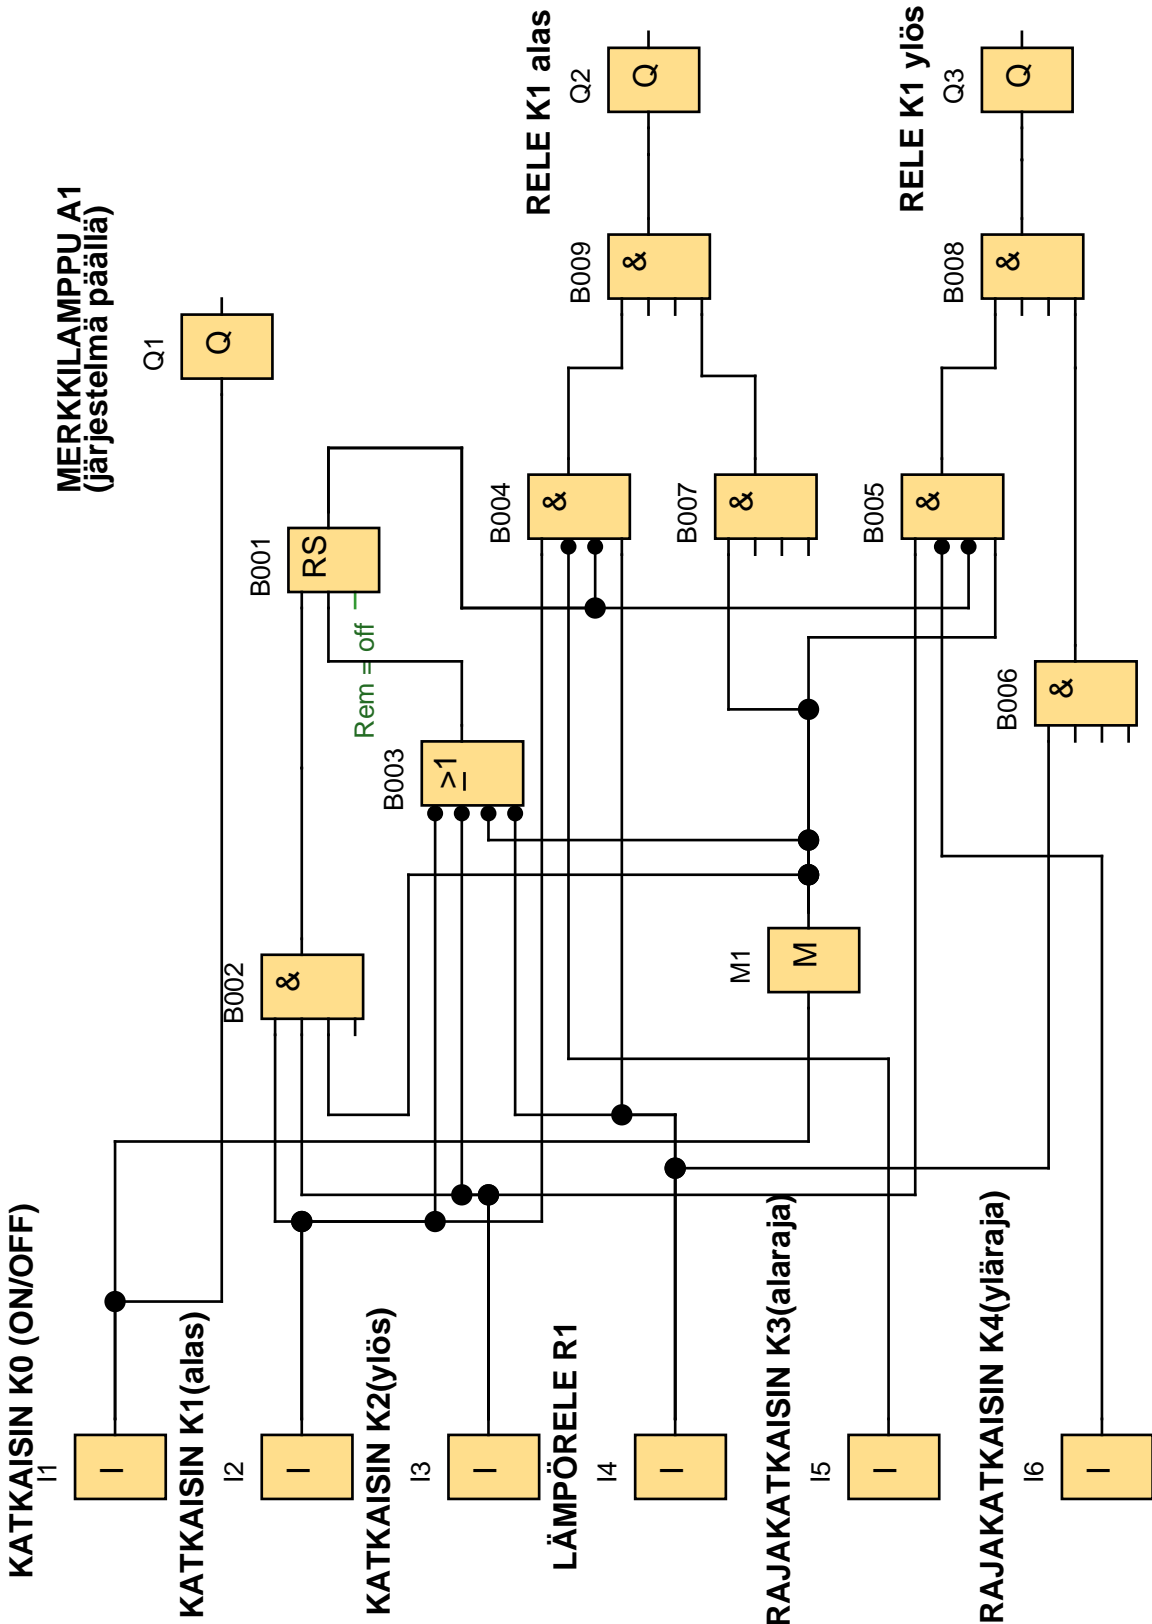 KATKAISIN K0 (ON/OFF)
I1
I
KATKAISIN K1(alas)
I2
I
KATKAISIN K2(ylös)
I3
I
LÄMPÖRELE R1
I4
I
RAJAKATKAISIN K3(alaraja)
I5
I
RAJAKATKAISIN K4(yläraja)
I6
I
B002
&
M1
M
B003
>1
B006
&
B001
RS
Rem = off
B004
&
B007
&
B005
&
MERKKILAMPPU A1
(järjestelmä päällä)
Q1
Q
B009
&
B008
&
RELE K1 alas
Q2
Q
RELE K1 ylös
Q3
Q